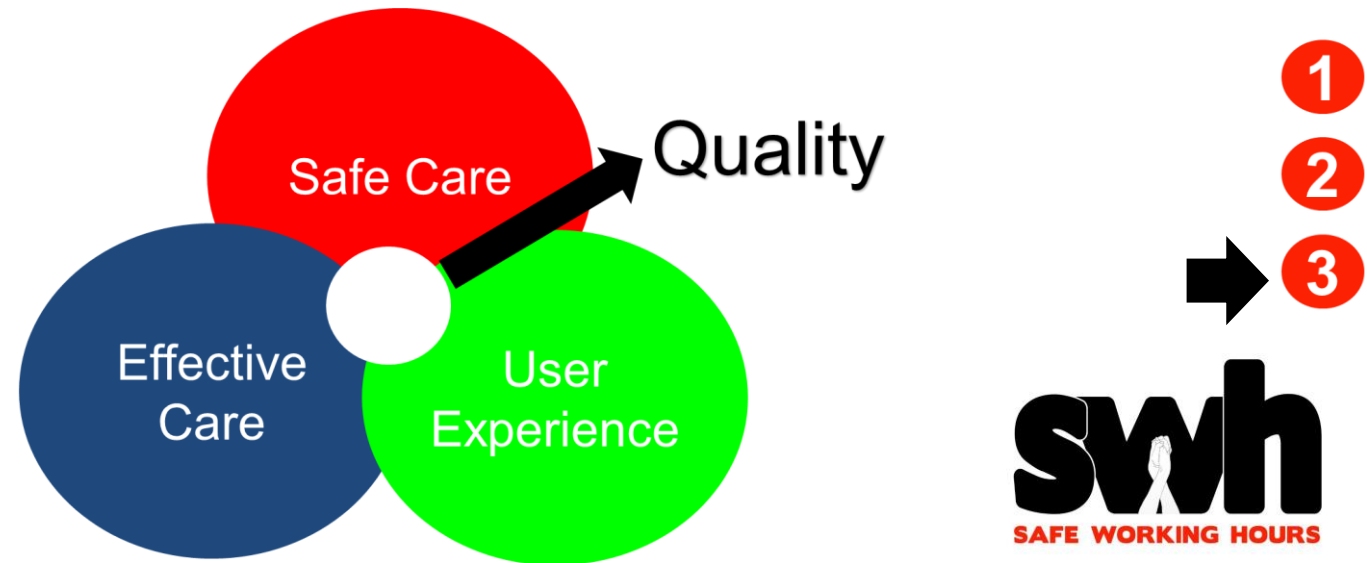 Safe Care
Quality
Effective
Care
User
Experience
1
2
3
swh
SAFE WORKING HOURS